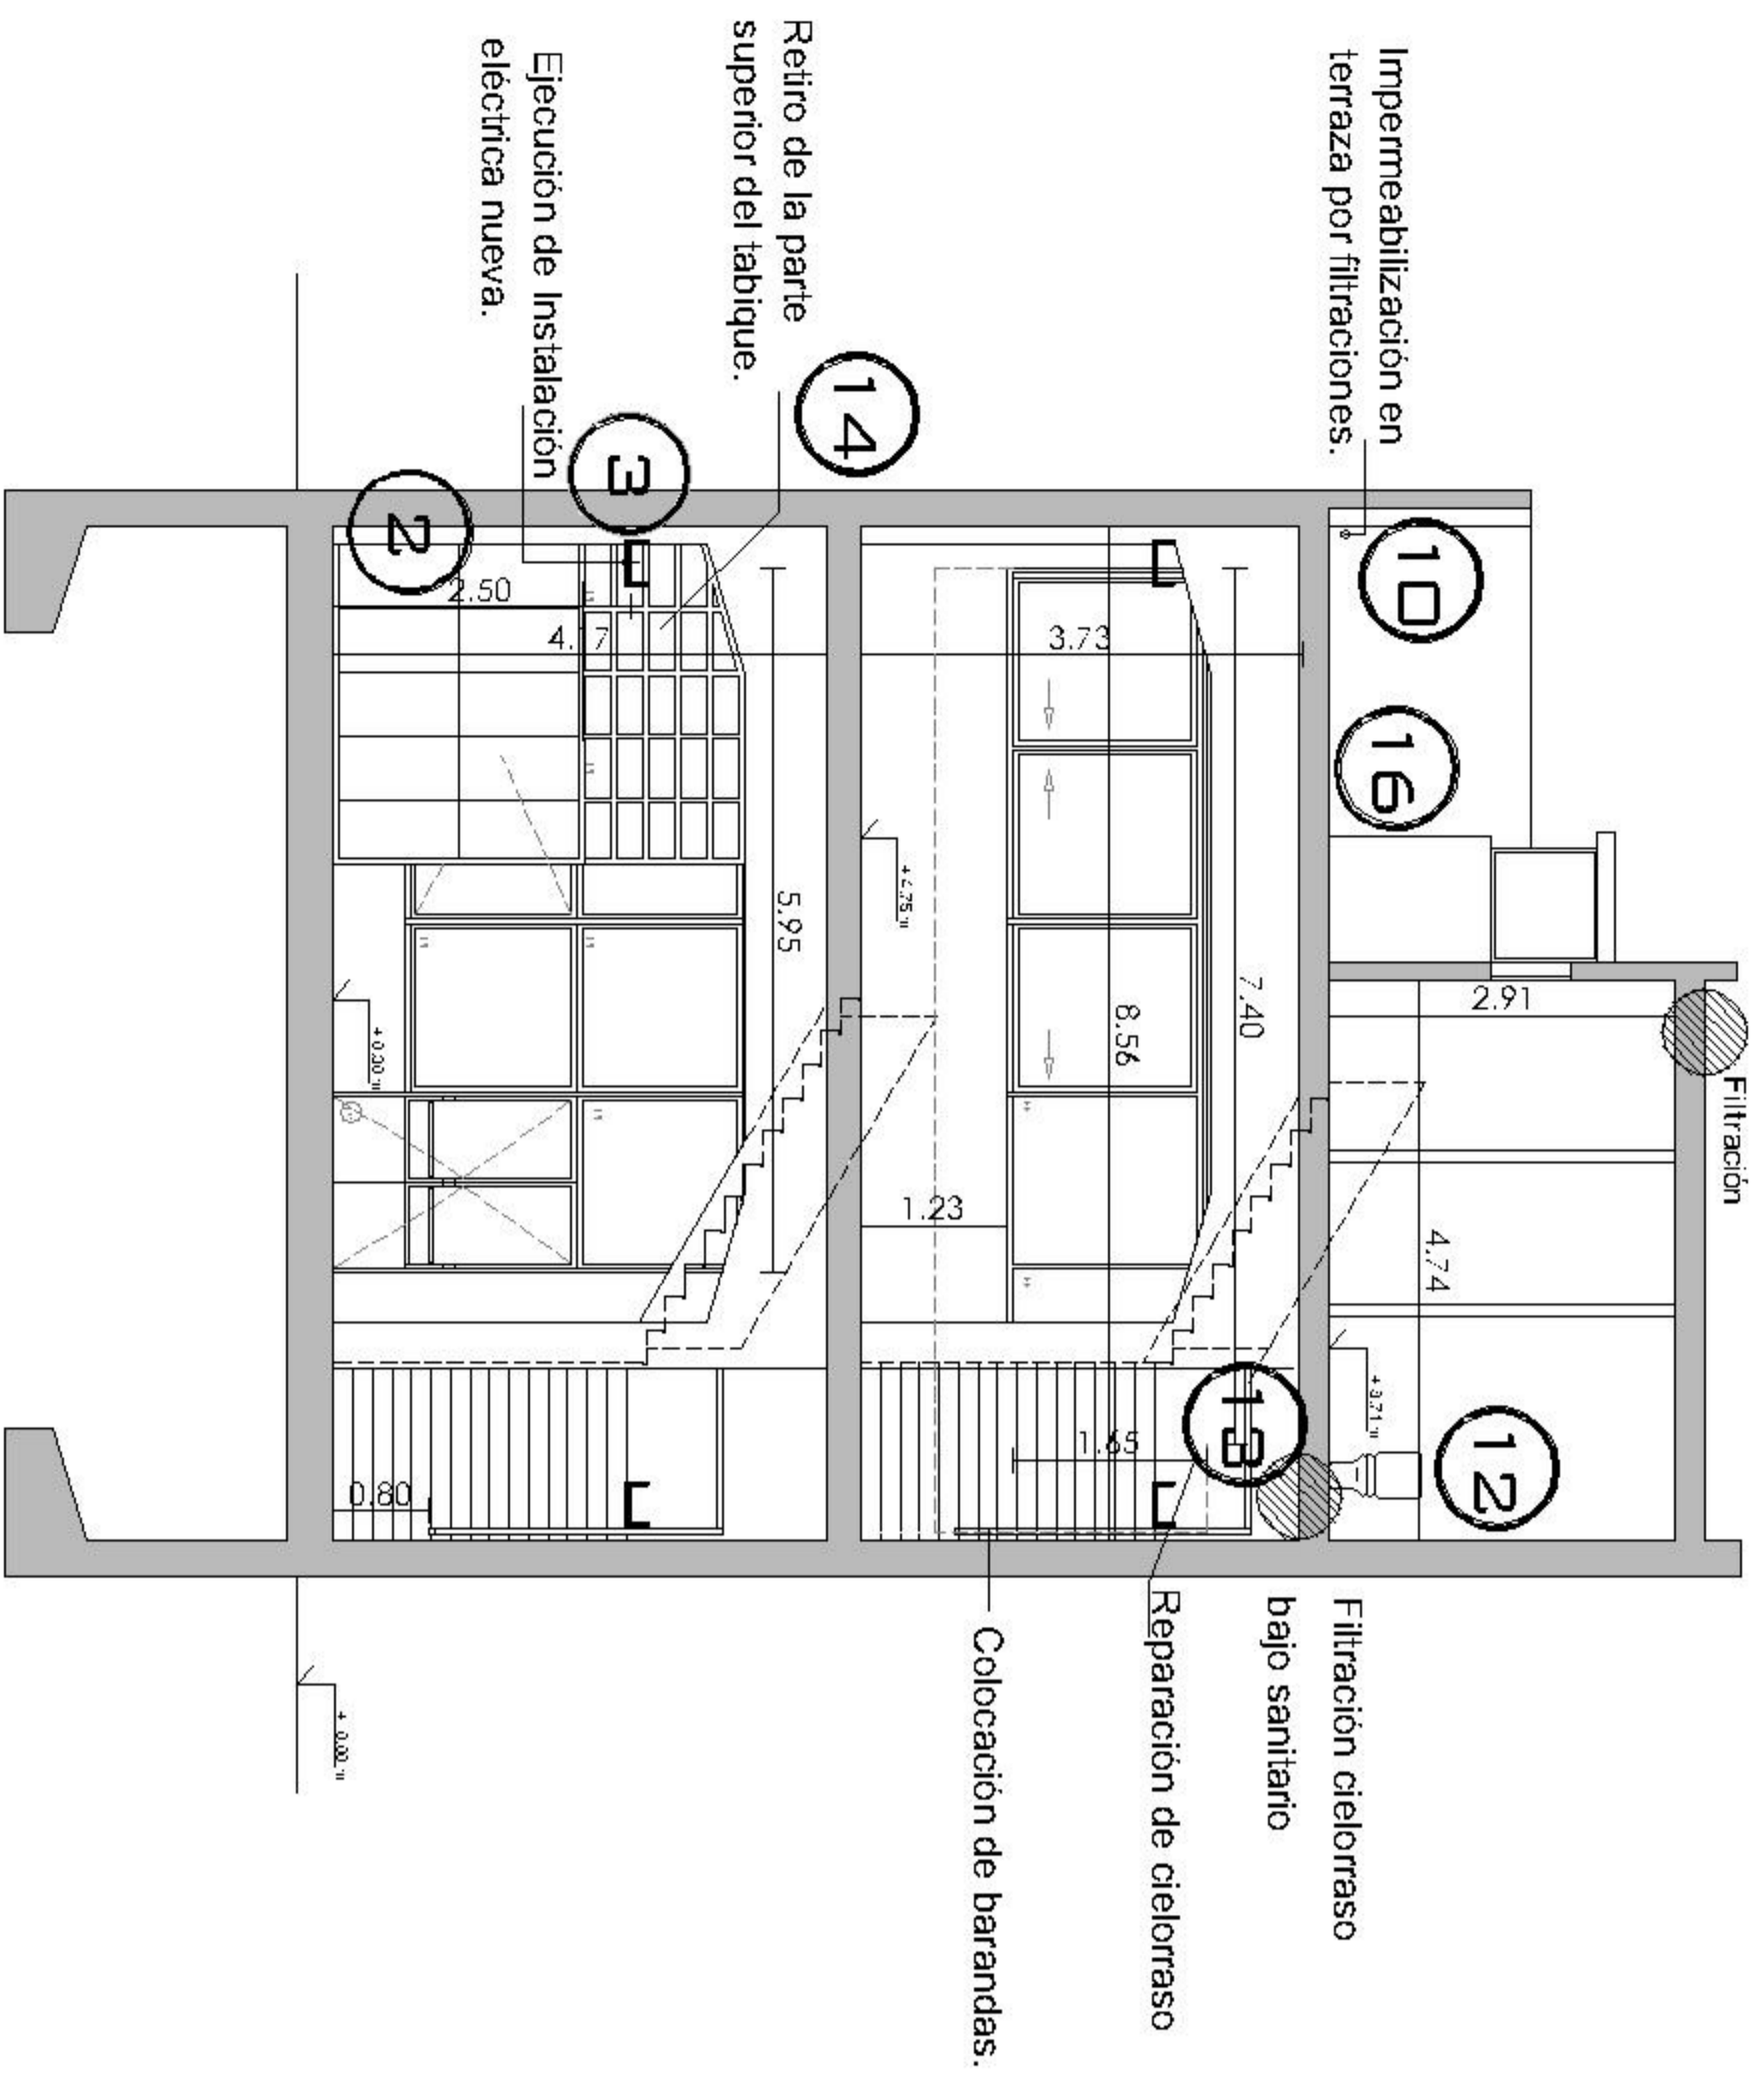 Filtración
Impermeabilización en
terraza por filtraciones.
10
16
2.91
4.74
12
Filtración cielorraso
bajo sanitario
7.40
13
8.56
3.73
1.23
1.65
Reparación de cielorraso
Colocación de barandas.
14
Retiro de la parte
superior del tabique.
5.95
3
4.17
Ejecución de Instalación
eléctrica nueva.
2
2.50
0.80
+ 0.00 m